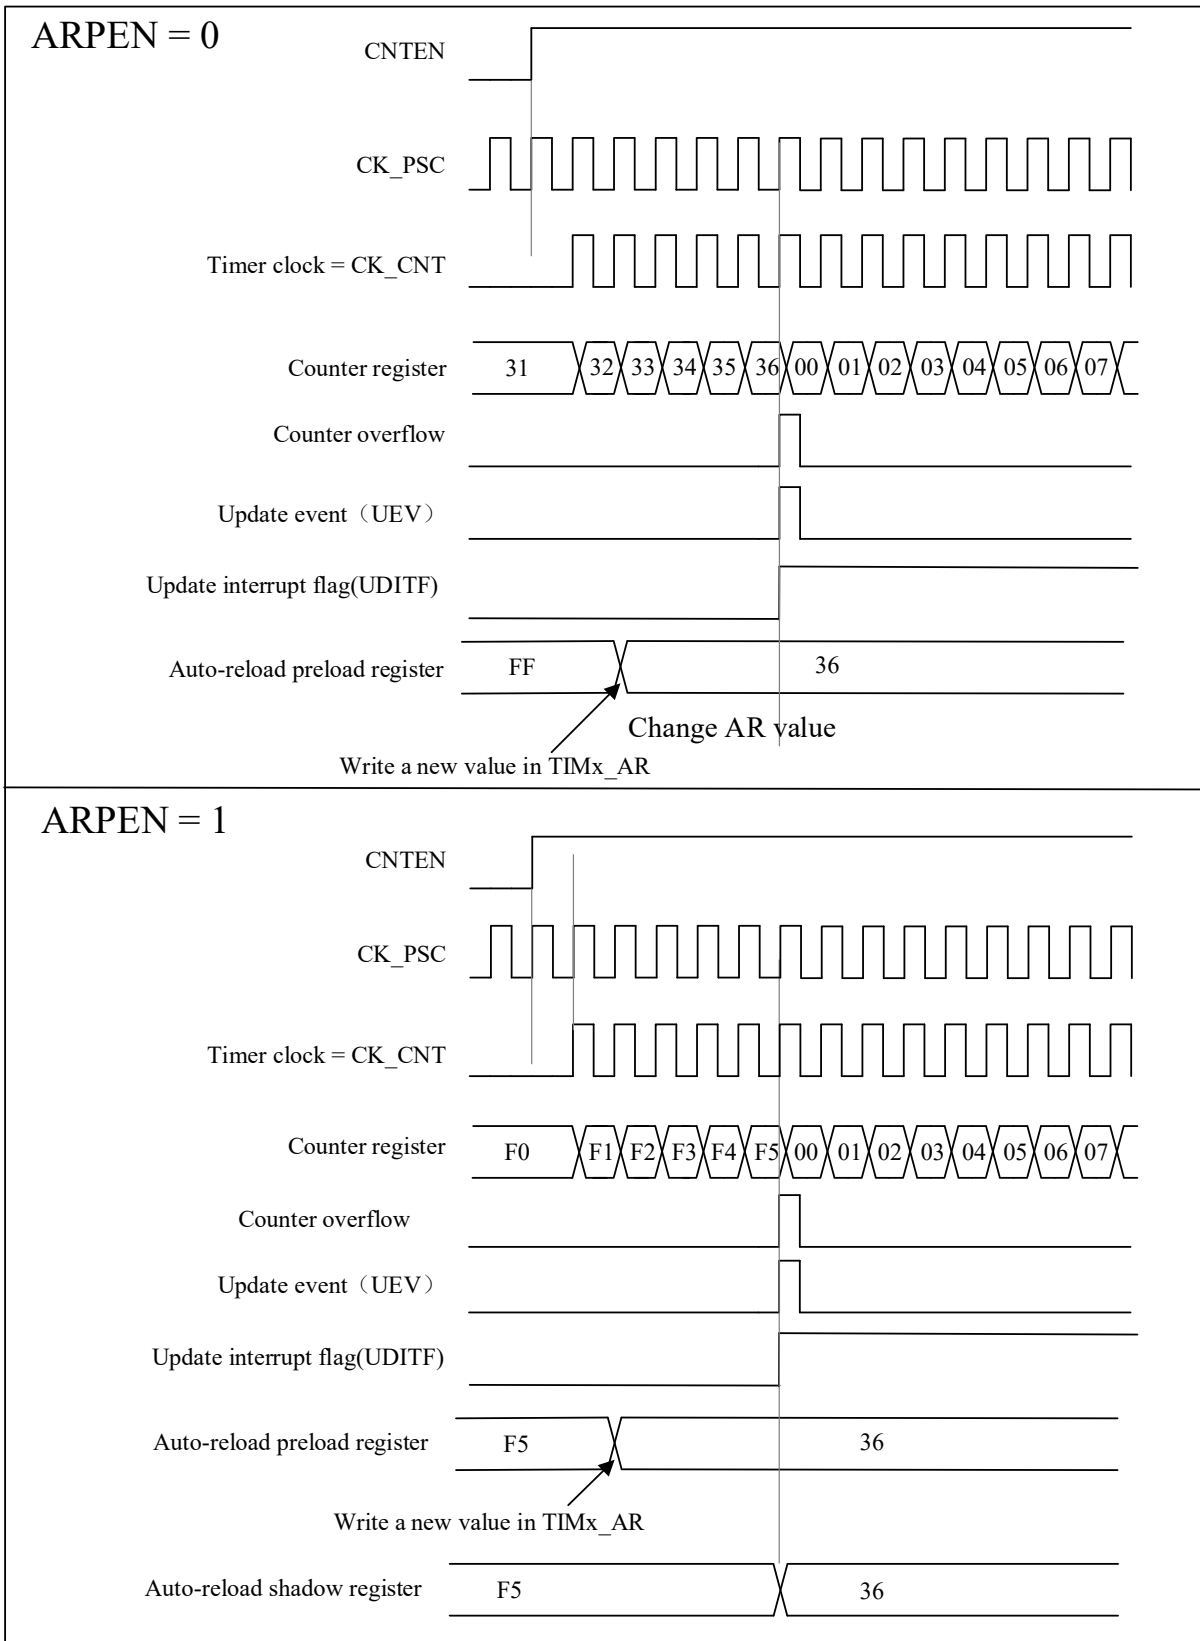 ARPEN = 0
CNTEN
CK_PSC
Timer clock = CK_CNT
Counter register 31 32 33 34 35 36 00 01 02 03 04 05 06 07
Counter overflow
Update event（UEV）
Update interrupt flag(UDITF)
Auto-reload preload register FF 36
Change AR value
Write a new value in TIMx_AR
ARPEN = 1
CNTEN
CK_PSC
Timer clock = CK_CNT
Counter register F0 F1 F2 F3 F4 F5 00 01 02 03 04 05 06 07
Counter overflow
Update event（UEV）
Update interrupt flag(UDITF)
Auto-reload preload register F5 36
Write a new value in TIMx_AR
Auto-reload shadow register F5 36